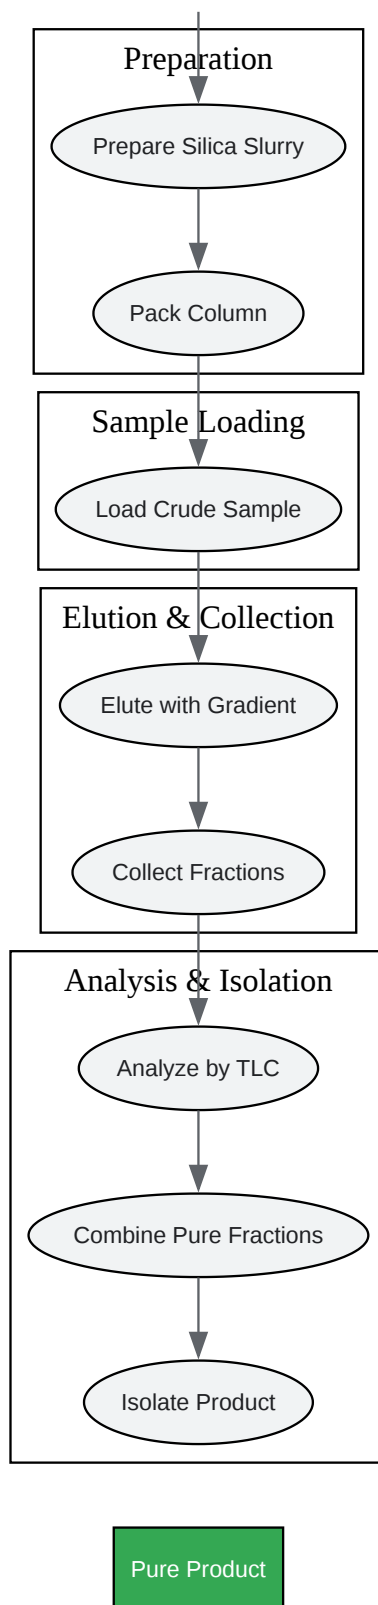 Preparation
Prepare Silica Slurry
Pack Column
Sample Loading
Load Crude Sample
Elution & Collection
Elute with Gradient
Collect Fractions
Analysis & Isolation
Analyze by TLC
Combine Pure Fractions
Isolate Product
Pure Product